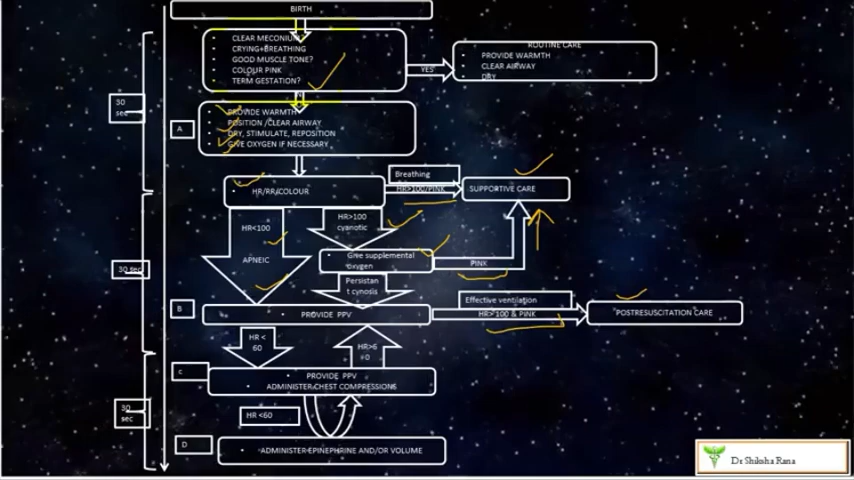 BIRTH
CLEAR MECONIUM
CRYING+BREATHING
GOOD MUSCLE TONE?
COLOUR PINK
TERM GESTATION?
YES
ROUTINE CARE
PROVIDE WARMTH
CLEAR AIRWAY
DRY
30
sec
A
PROVIDE WARMTH
POSITION /CLEAR AIRWAY
DRY, STIMULATE, REPOSITION
GIVE OXYGEN IF NECESSARY
HR/RR/COLOUR
Breathing
HR>100/PINK
SUPPORTIVE CARE
HR<100
APNEIC
HR>100
cyanotic
Give supplemental
oxygen
PINK
30 sec
Persistan
t cynosis
B
PROVIDE PPV
Effective ventilation
HR> 100 & PINK
POSTRESUSCITATION CARE
HR <
60
HR>6
0
C
PROVIDE PPV
ADMINISTER CHEST COMPRESSIONS
30
sec
HR <60
D
ADMINISTER EPINEPHRINE AND/OR VOLUME
Dr Shiksha Rana